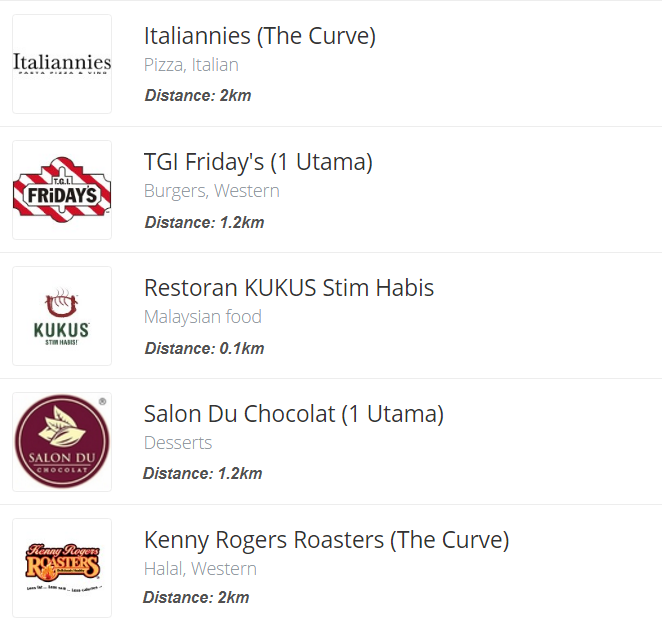 Italiannies
PASTA PIZZA & VINO
Italiannies (The Curve)
Pizza, Italian
Distance: 2km
T.G.I.
FRiDAY'S
TGI Friday's (1 Utama)
Burgers, Western
Distance: 1.2km
KUKUS
STIM HABIS!
Restoran KUKUS Stim Habis
Malaysian food
Distance: 0.1km
®
SALON DU
CHOCOLAT
Salon Du Chocolat (1 Utama)
Desserts
Distance: 1.2km
Kenny Rogers
ROASTERS
Kenny Rogers Roasters (The Curve)
Halal, Western
Distance: 2km